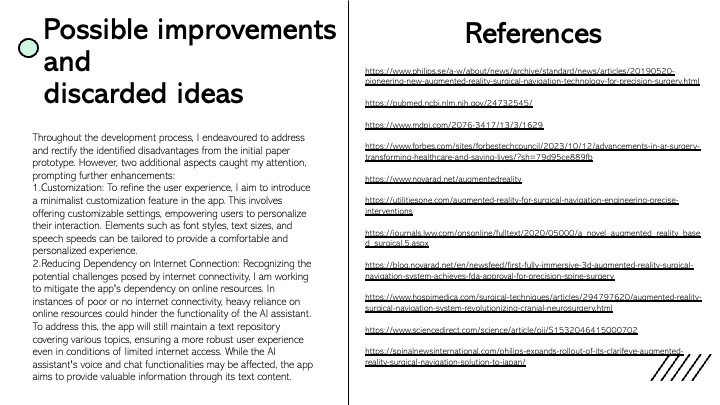 Possible improvements
and
discarded ideas
Throughout the development process, I endeavoured to address
and rectify the identified disadvantages from the initial paper
prototype. However, two additional aspects caught my attention,
prompting further enhancements:
1.Customization: To refine the user experience, I aim to introduce
a minimalist customization feature in the app. This involves
offering customizable settings, empowering users to personalize
their interaction. Elements such as font styles, text sizes, and
speech speeds can be tailored to provide a comfortable and
personalized experience.
2.Reducing Dependency on Internet Connection: Recognizing the
potential challenges posed by internet connectivity, I am working
to mitigate the app's dependency on online resources. In
instances of poor or no internet connectivity, heavy reliance on
online resources could hinder the functionality of the AI assistant.
To address this, the app will still maintain a text repository
covering various topics, ensuring a more robust user experience
even in conditions of limited internet access. While the AI
assistant's voice and chat functionalities may be affected, the app
aims to provide valuable information through its text content.
References
https://www.philips.se/a-w/about/news/archive/standard/news/articles/20190520-
pioneering-new-augmented-reality-surgical-navigation-technology-for-precision-surgery.html
https://pubmed.ncbi.nlm.nih.gov/24732545/
https://www.mdpi.com/2076-3417/13/3/1629
https://www.forbes.com/sites/forbestechcouncil/2023/10/12/advancements-in-ar-surgery-
transforming-healthcare-and-saving-lives/?sh=79d95ce889fb
https://www.novarad.net/augmentedreality
https://utilitiesone.com/augmented-reality-for-surgical-navigation-engineering-precise-
interventions
https://journals.lww.com/onsonline/fulltext/2020/05000/a_novel_augmented_reality_base
d_surgical.5.aspx
https://blog.novarad.net/en/newsfeed/first-fully-immersive-3d-augmented-reality-surgical-
navigation-system-achieves-fda-approval-for-precision-spine-surgery
https://www.hospimedica.com/surgical-techniques/articles/294797620/augmented-reality-
surgical-navigation-system-revolutionizing-cranial-neurosurgery.html
https://www.sciencedirect.com/science/article/pii/S1532046415000702
https://spinalnewsinternational.com/philips-expands-rollout-of-its-clarifeye-augmented-
reality-surgical-navigation-solution-to-japan/